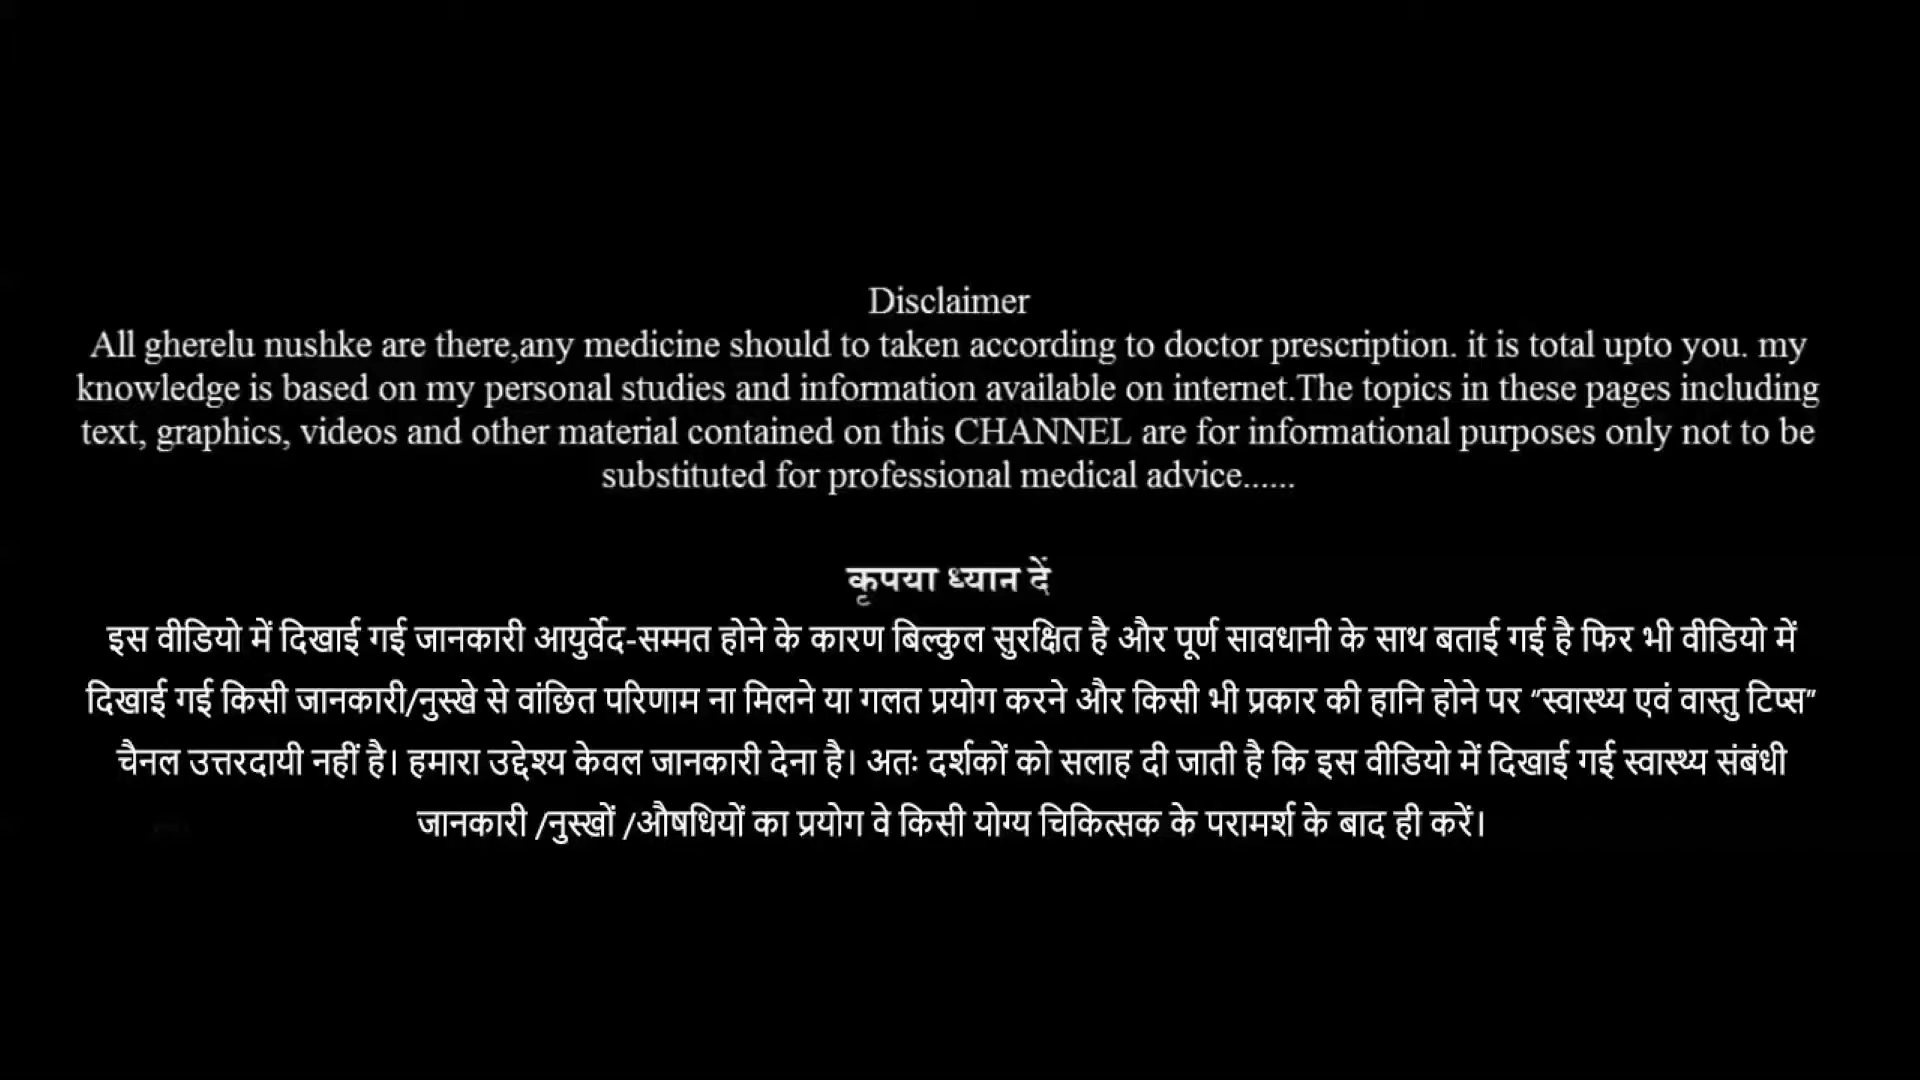 Disclaimer
All gherelu nushke are there,any medicine should to taken according to doctor prescription. it is total upto you. my
knowledge is based on my personal studies and information available on internet.The topics in these pages including
text, graphics, videos and other material contained on this CHANNEL are for informational purposes only not to be
substituted for professional medical advice......
कृपया ध्यान दें
इस वीडियो में दिखाई गई जानकारी आयुर्वेद-सम्मत होने के कारण बिल्कुल सुरक्षित है और पूर्ण सावधानी के साथ बताई गई है फिर भी वीडियो में
दिखाई गई किसी जानकारी/नुस्खे से वांछित परिणाम ना मिलने या गलत प्रयोग करने और किसी भी प्रकार की हानि होने पर “स्वास्थ्य एवं वास्तु टिप्स”
चैनल उत्तरदायी नहीं है। हमारा उद्देश्य केवल जानकारी देना है। अतः दर्शकों को सलाह दी जाती है कि इस वीडियो में दिखाई गई स्वास्थ्य संबंधी
जानकारी /नुस्खों /औषधियों का प्रयोग वे किसी योग्य चिकित्सक के परामर्श के बाद ही करें।